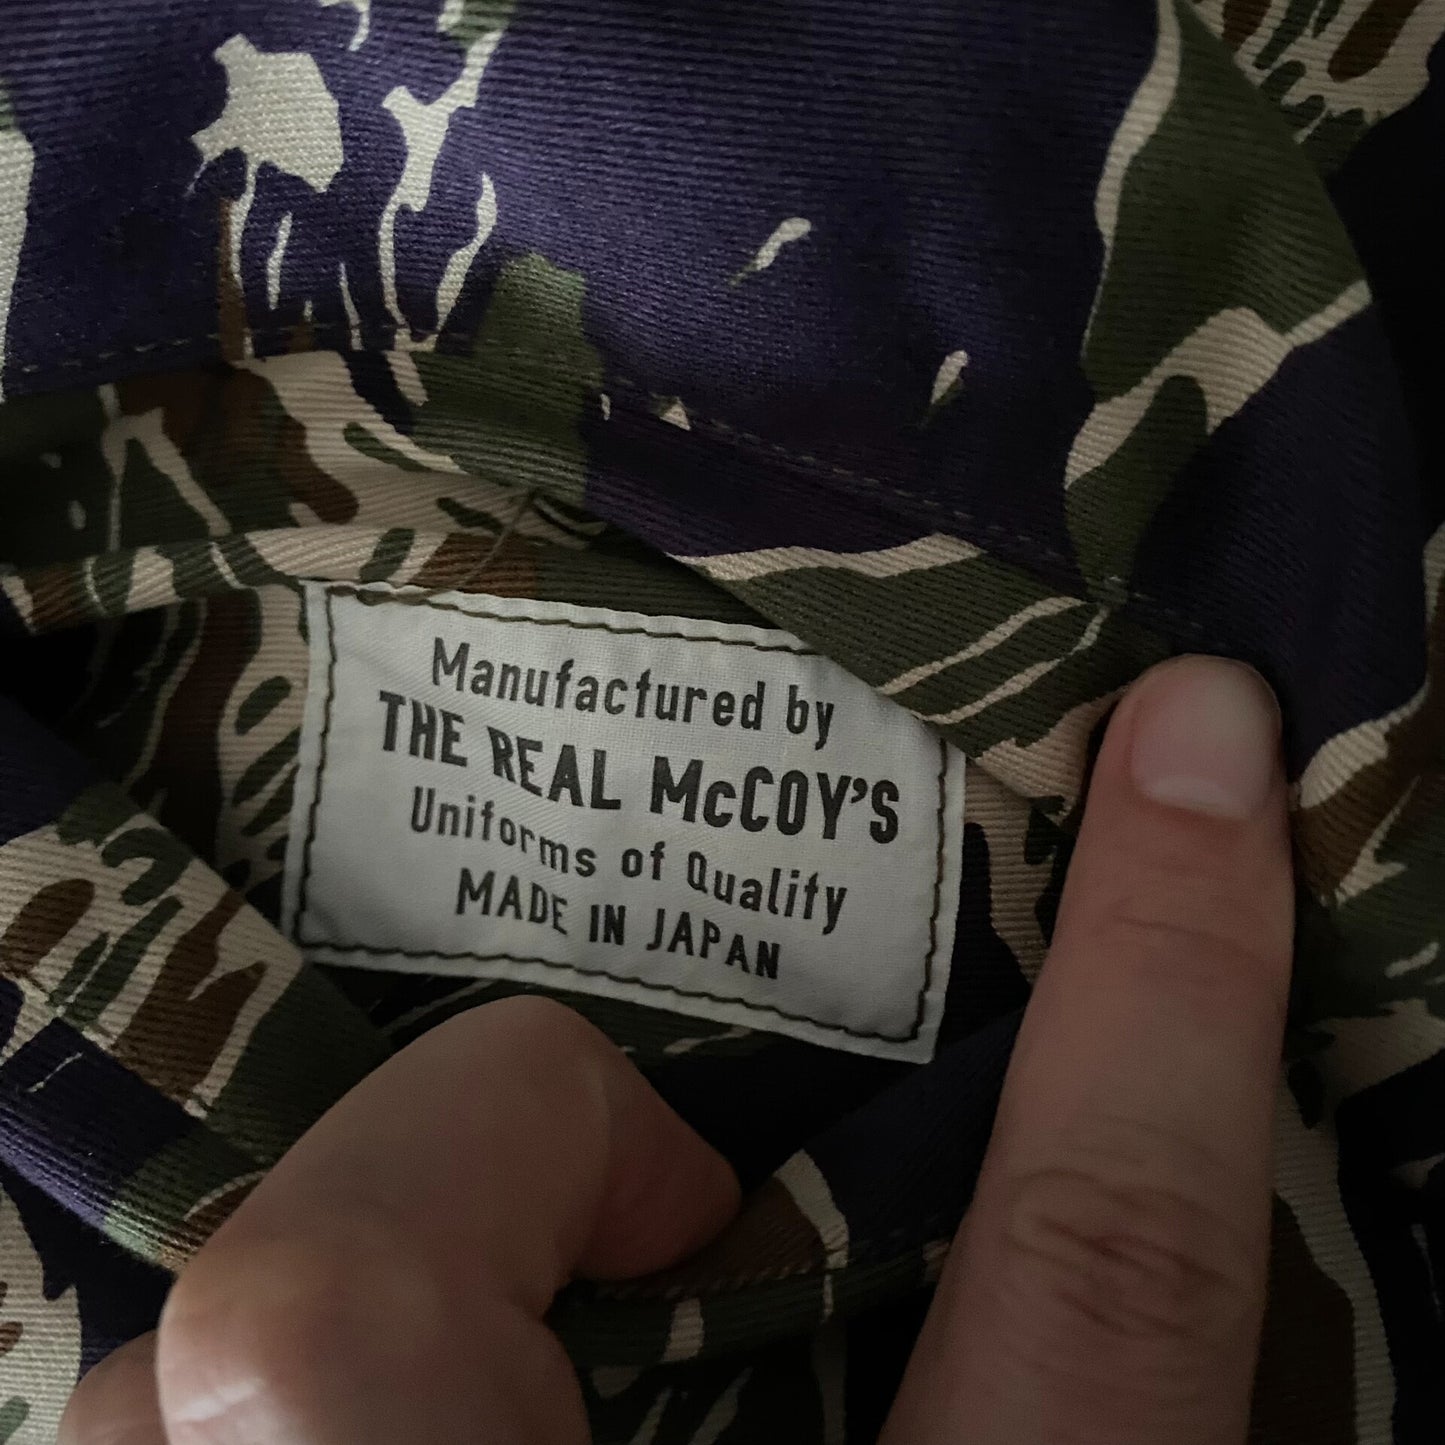 Manufactured by
THE REAL McCOY'S
Uniforms of Quality
MADE IN JAPAN